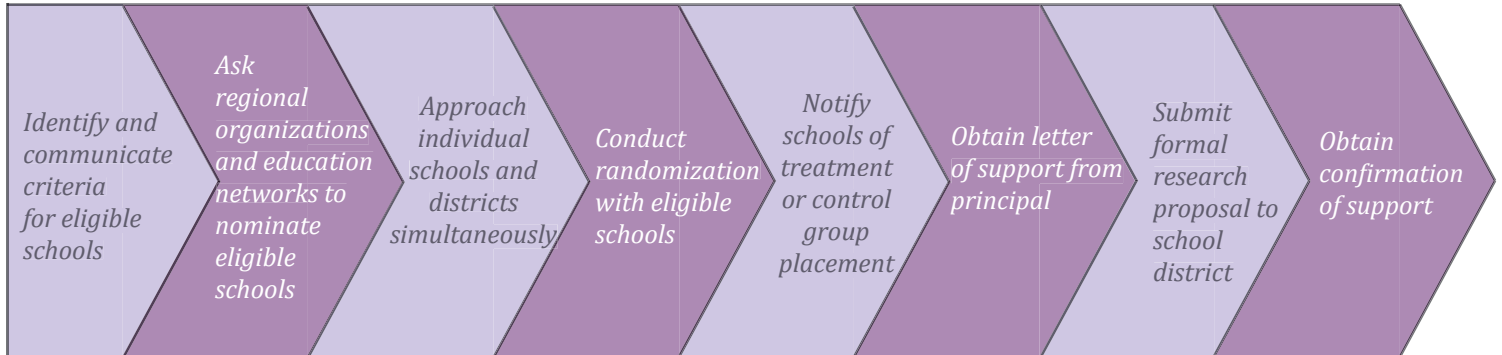 Identify and
communicate
criteria
for eligible
schools
Ask
regional
organizations
and education
networks to
nominate
eligible
schools
Approach
individual
schools and
districts
simultaneously
Conduct
randomization
with eligible
schools
Notify
schools of
treatment
or control
group
placement
Obtain letter
of support from
principal
Submit
formal
research
proposal to
school
district
Obtain
confirmation
of support